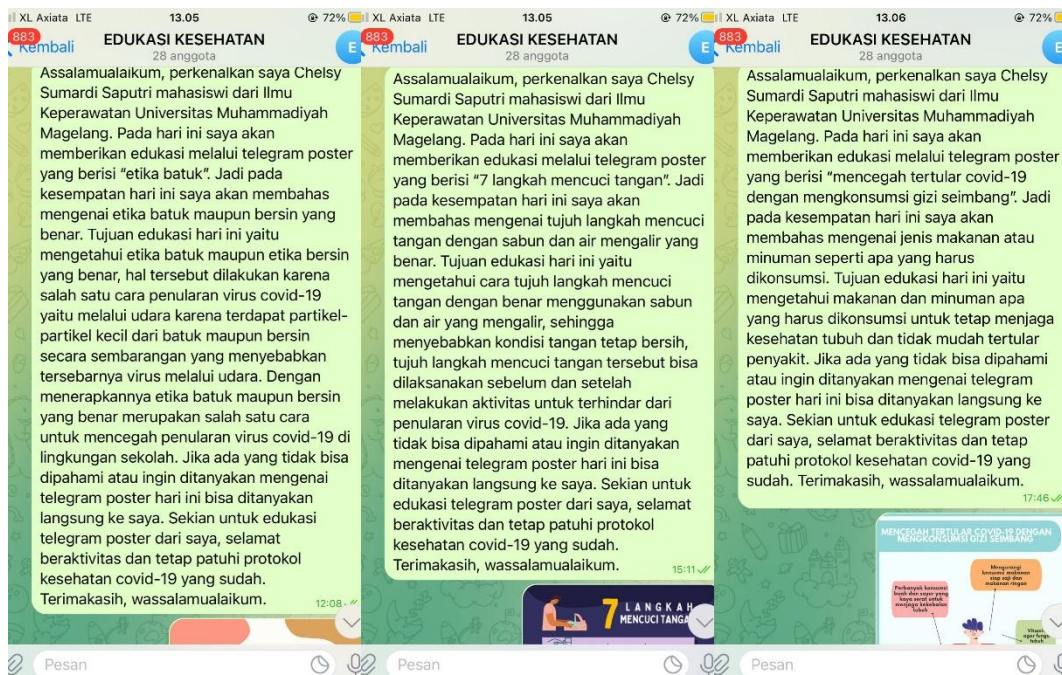 XL Axiata LTE
13.05
72%
883
Kembali
EDUKASI KESEHATAN
28 anggota
E
Assalamualaikum, perkenalkan saya Chelsy
Sumardi Saputri mahasiswi dari Ilmu
Keperawatan Universitas Muhammadiyah
Magelang. Pada hari ini saya akan
memberikan edukasi melalui telegram poster
yang berisi “etika batuk”. Jadi pada
kesempatan hari ini saya akan membahas
mengenai etika batuk maupun bersin yang
benar. Tujuan edukasi hari ini yaitu
mengetahui etika batuk maupun etika bersin
yang benar, hal tersebut dilakukan karena
salah satu cara penularan virus covid-19
yaitu melalui udara karena terdapat partikel-
partikel kecil dari batuk maupun bersin
secara sembarangan yang menyebabkan
tersebarnya virus melalui udara. Dengan
menerapkannya etika batuk maupun bersin
yang benar merupakan salah satu cara
untuk mencegah penularan virus covid-19 di
lingkungan sekolah. Jika ada yang tidak bisa
dipahami atau ingin ditanyakan mengenai
telegram poster hari ini bisa ditanyakan
langsung ke saya. Sekian untuk edukasi
telegram poster dari saya, selamat
beraktivitas dan tetap patuhi protokol
kesehatan covid-19 yang sudah.
Terimakasih, wassalamualaikum.
12:08
Pesan
XL Axiata LTE
13.05
72%
883
Kembali
EDUKASI KESEHATAN
28 anggota
E
Assalamualaikum, perkenalkan saya Chelsy
Sumardi Saputri mahasiswi dari Ilmu
Keperawatan Universitas Muhammadiyah
Magelang. Pada hari ini saya akan
memberikan edukasi melalui telegram poster
yang berisi “7 langkah mencuci tangan”. Jadi
pada kesempatan hari ini saya akan
membahas mengenai tujuh langkah mencuci
tangan dengan sabun dan air mengalir yang
benar. Tujuan edukasi hari ini yaitu
mengetahui cara tujuh langkah mencuci
tangan dengan benar menggunakan sabun
dan air yang mengalir, sehingga
menyebabkan kondisi tangan tetap bersih,
tujuh langkah mencuci tangan tersebut bisa
dilaksanakan sebelum dan setelah
melakukan aktivitas untuk terhindar dari
penularan virus covid-19. Jika ada yang
tidak bisa dipahami atau ingin ditanyakan
mengenai telegram poster hari ini bisa
ditanyakan langsung ke saya. Sekian untuk
edukasi telegram poster dari saya, selamat
beraktivitas dan tetap patuhi protokol
kesehatan covid-19 yang sudah.
Terimakasih, wassalamualaikum.
15:11
7 LANGKAH
MENCUCI TANGA
Pesan
XL Axiata LTE
13.06
72%
883
Kembali
EDUKASI KESEHATAN
28 anggota
E
Assalamualaikum, perkenalkan saya Chelsy
Sumardi Saputri mahasiswi dari Ilmu
Keperawatan Universitas Muhammadiyah
Magelang. Pada hari ini saya akan
memberikan edukasi melalui telegram poster
yang berisi “mencegah tertular covid-19
dengan mengkonsumsi gizi seimbang”. Jadi
pada kesempatan hari ini saya akan
membahas mengenai jenis makanan atau
minuman seperti apa yang harus
dikonsumsi. Tujuan edukasi hari ini yaitu
mengetahui makanan dan minuman apa
yang harus dikonsumsi untuk tetap menjaga
kesehatan tubuh dan tidak mudah tertular
penyakit. Jika ada yang tidak bisa dipahami
atau ingin ditanyakan mengenai telegram
poster hari ini bisa ditanyakan langsung ke
saya. Sekian untuk edukasi telegram poster
dari saya, selamat beraktivitas dan tetap
patuhi protokol kesehatan covid-19 yang
sudah. Terimakasih, wassalamualaikum.
17:46
MENCEGAH TERTULAR COVID-19 DENGAN
MENGKONSUMSI GIZI SEIMBANG
Mengurangi
konsumsi makanan
siap saji dan
makanan ringan
Perbanyak konsumsi
buah dan sayur yang
kaya serat untuk
menjaga kekebalan
tubuh
Pesan